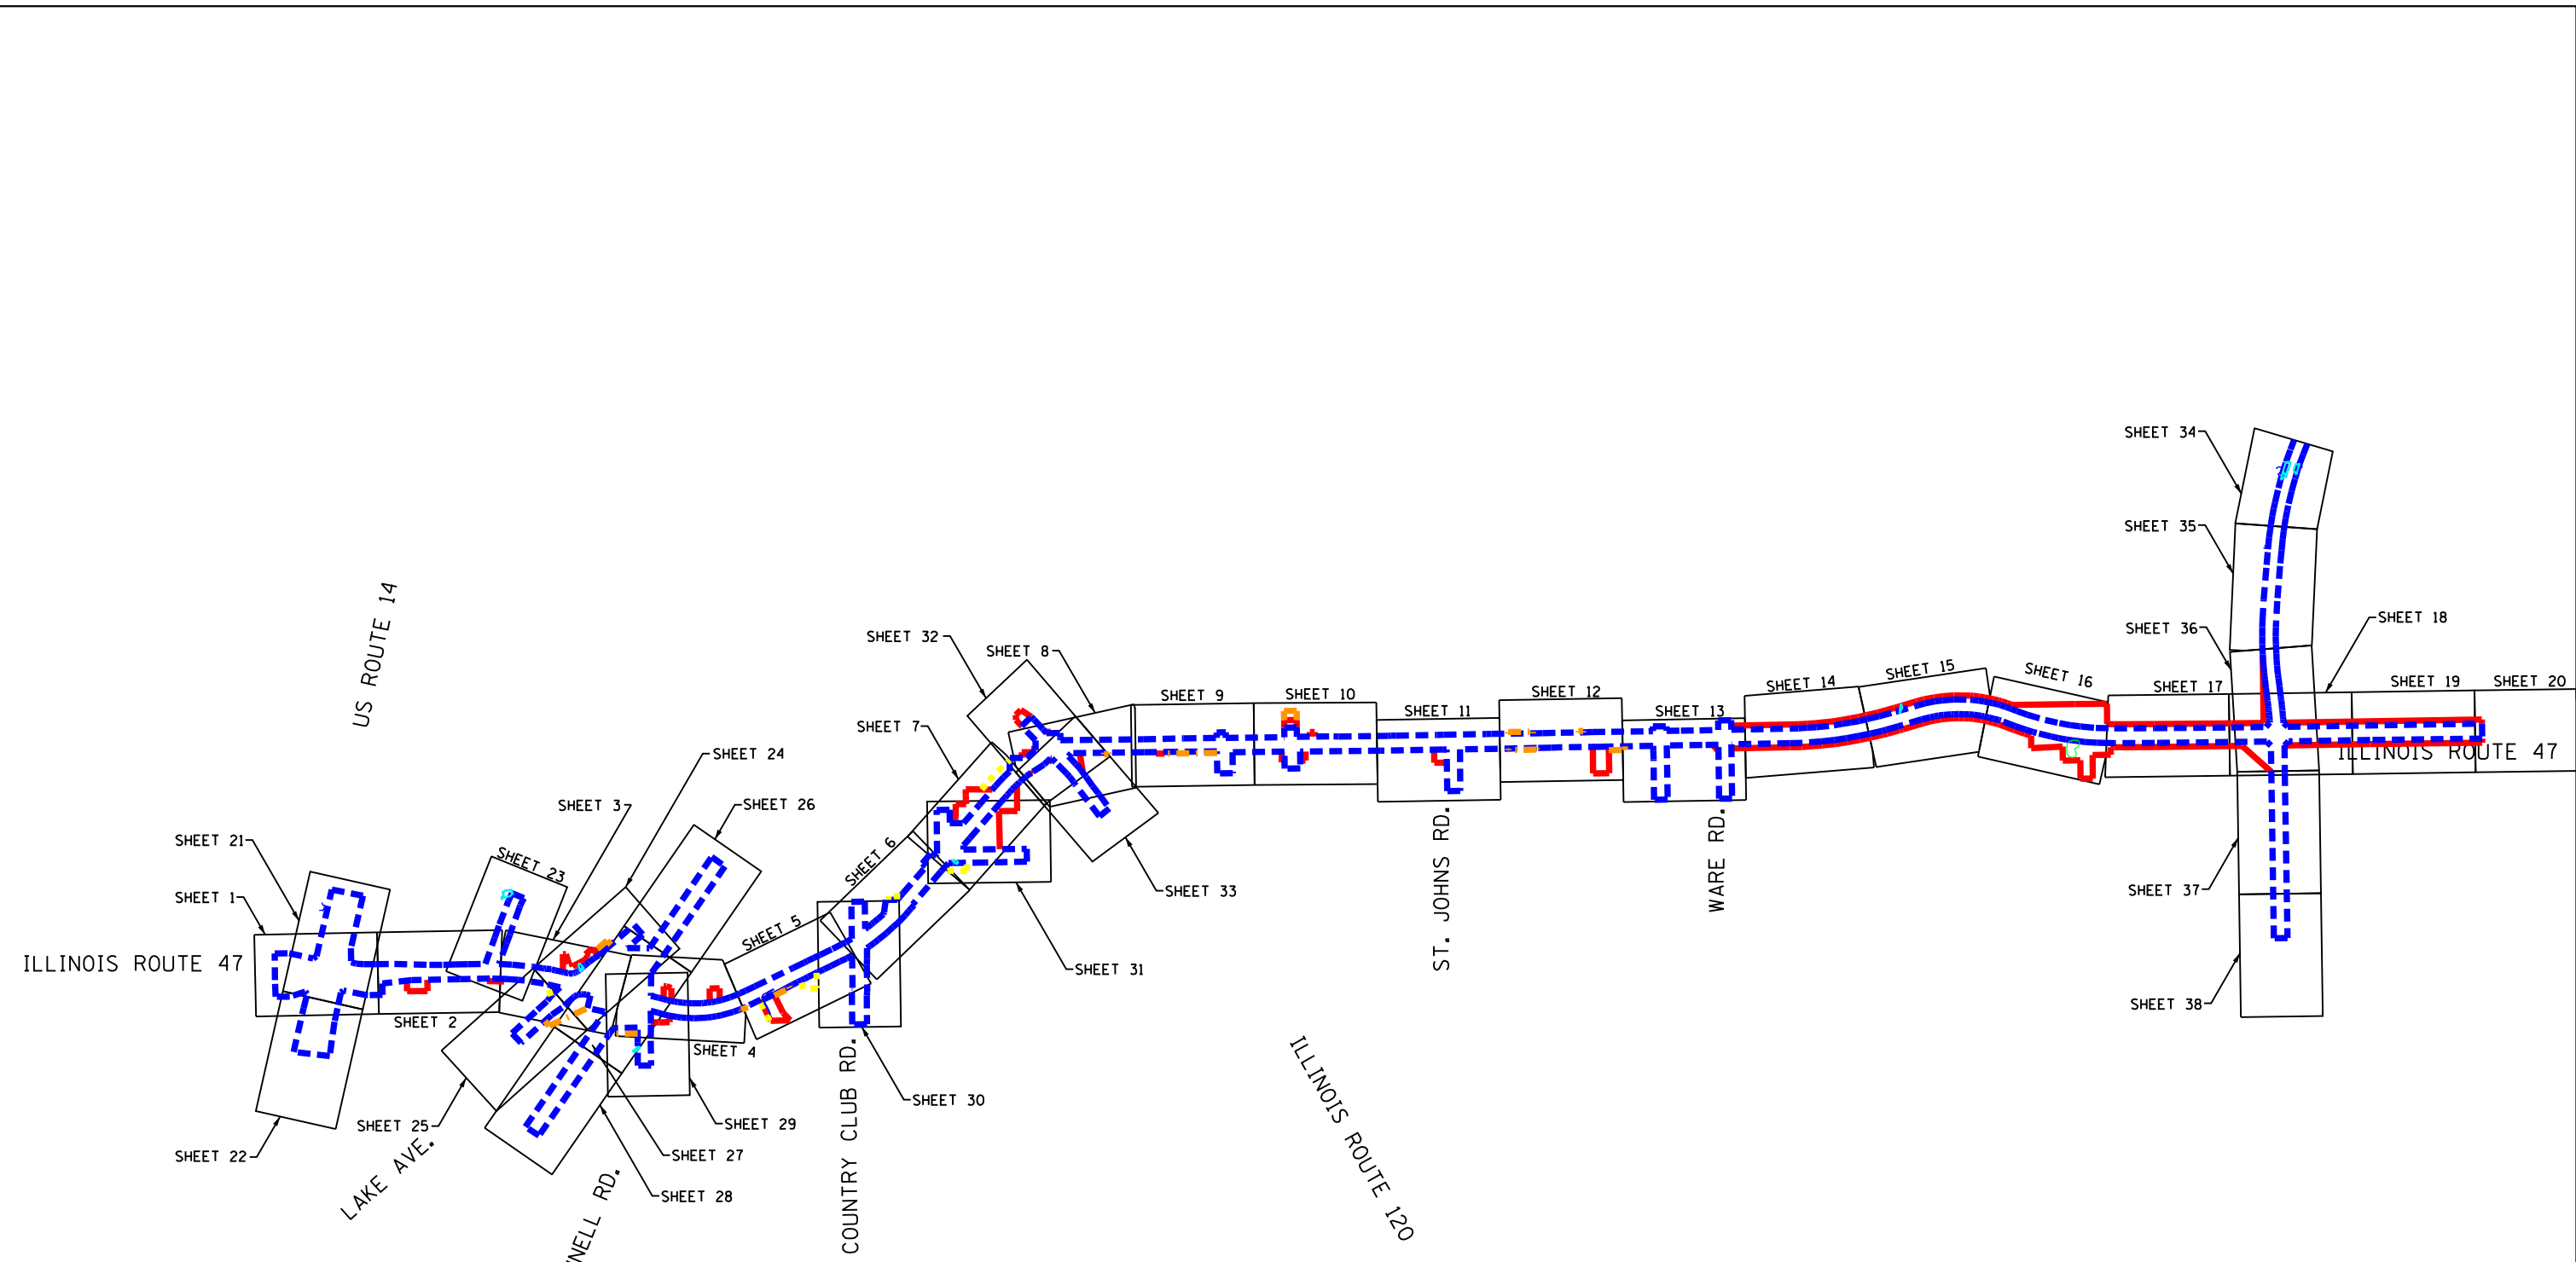 SHEET 34
SHEET 35
US ROUTE 14
SHEET 18
SHEET 36
SHEET 32
SHEET 8
SHEET 15
SHEET 16
SHEET 14
SHEET 19
SHEET 20
SHEET 17
SHEET 9
SHEET 10
SHEET 12
SHEET 11
SHEET 13
SHEET 7
SHEET 24
ILLINOIS ROUTE 47
SHEET 3
SHEET 26
SHEET 21
SHEET 23
SHEET 6
SHEET 33
ST. JOHNS RD.
WARE RD.
SHEET 37
SHEET 1
SHEET 5
ILLINOIS ROUTE 47
SHEET 31
SHEET 38
SHEET 2
SHEET 4
SHEET 30
SHEET 25
SHEET 29
COUNTRY CLUB RD.
ILLINOIS ROUTE 120
SHEET 22
SHEET 27
LAKE AVE.
SHEET 28
RD.